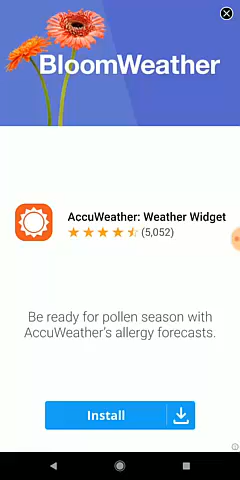 BloomWeather
AccuWeather: Weather Widget
(5,052)
Be ready for pollen season with
AccuWeather's allergy forecasts.
Install